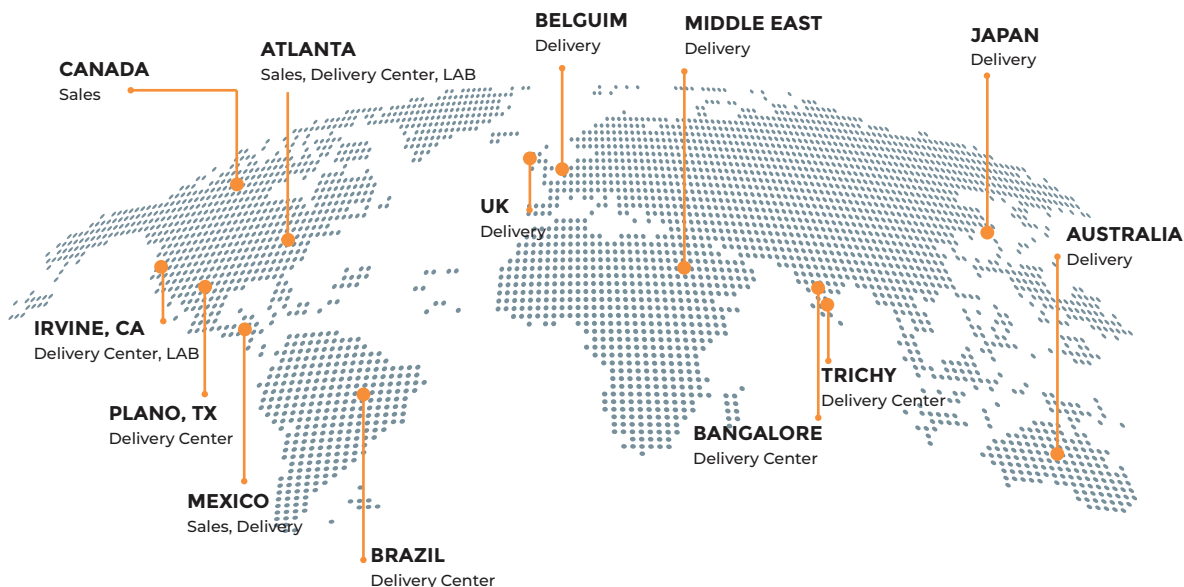 BELGUIM
Delivery
MIDDLE EAST
Delivery
JAPAN
Delivery
ATLANTA
Sales, Delivery Center, LAB
CANADA
Sales
UK
Delivery
AUSTRALIA
Delivery
IRVINE, CA
Delivery Center, LAB
TRICHY
Delivery Center
PLANO, TX
Delivery Center
BANGALORE
Delivery Center
MEXICO
Sales, Delivery
BRAZIL
Delivery Center